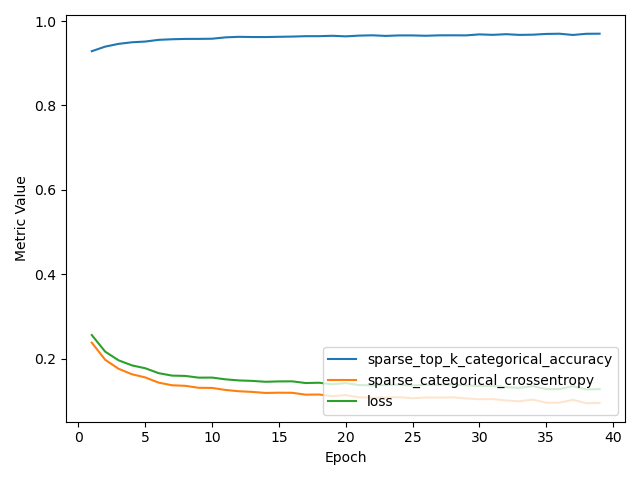 1.0
0.8
0.6
0.4
0.2
Metric Value
sparse_top_k_categorical_accuracy
sparse_categorical_crossentropy
loss
0 5 10 15 20 25 30 35 40
Epoch